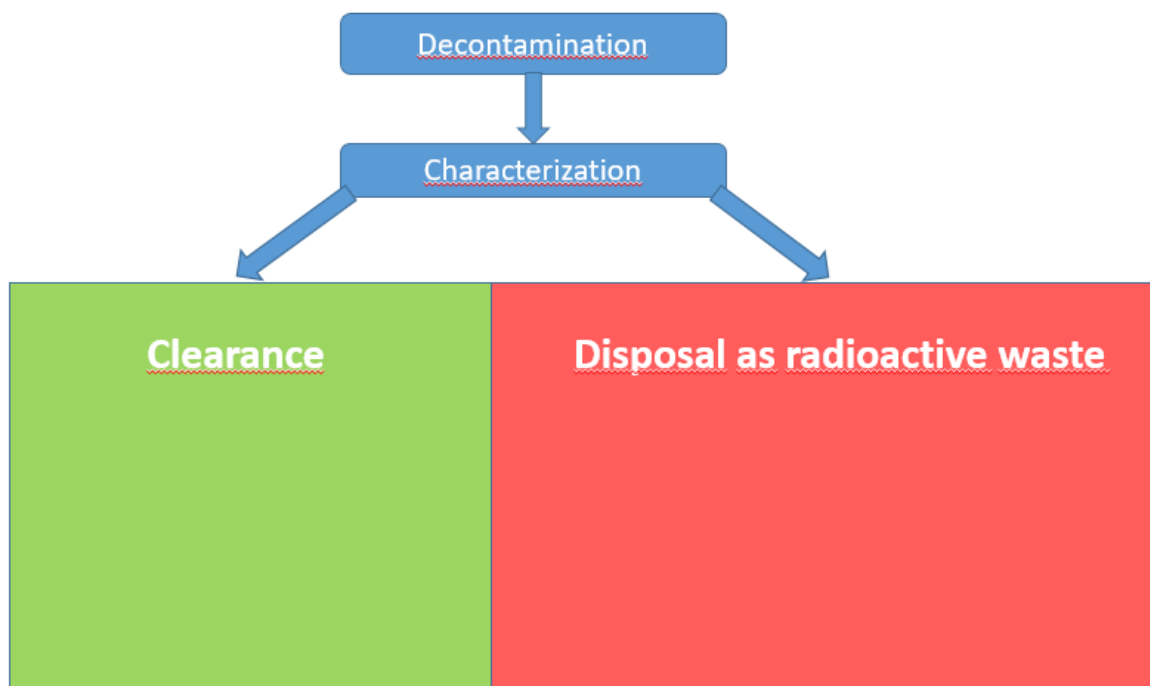 Decontamination
Characterization
Clearance
Disposal as radioactive waste